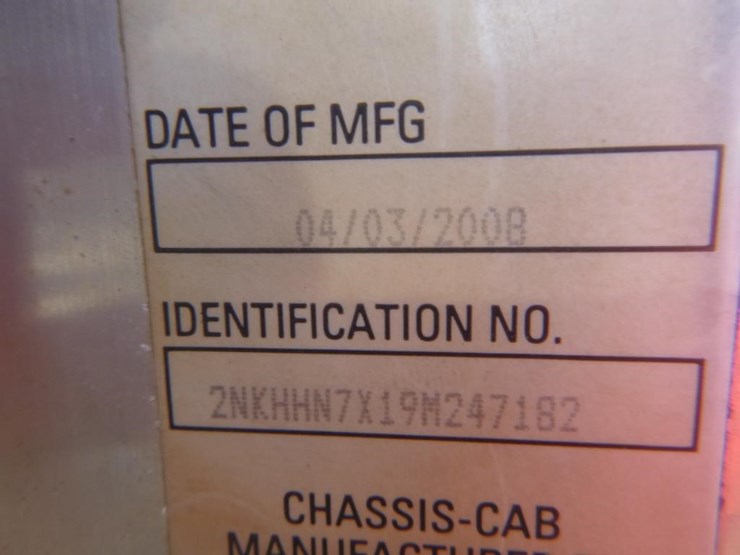 DATE OF MFG
04/03/2008
IDENTIFICATION NO.
2NKHHN7X19M247182
CHASSIS-CAB